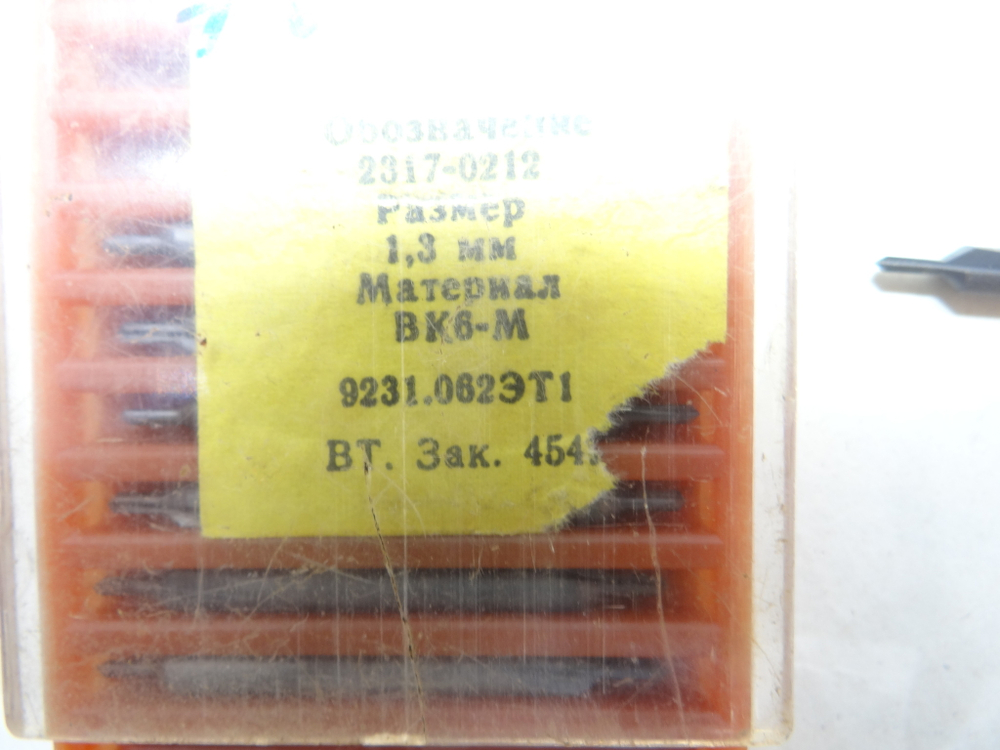 Обозначение
2317-0212
Размер
1,3 мм
Материал
ВК6-М
9231.062ЭТ1
ВТ. Зак. 454